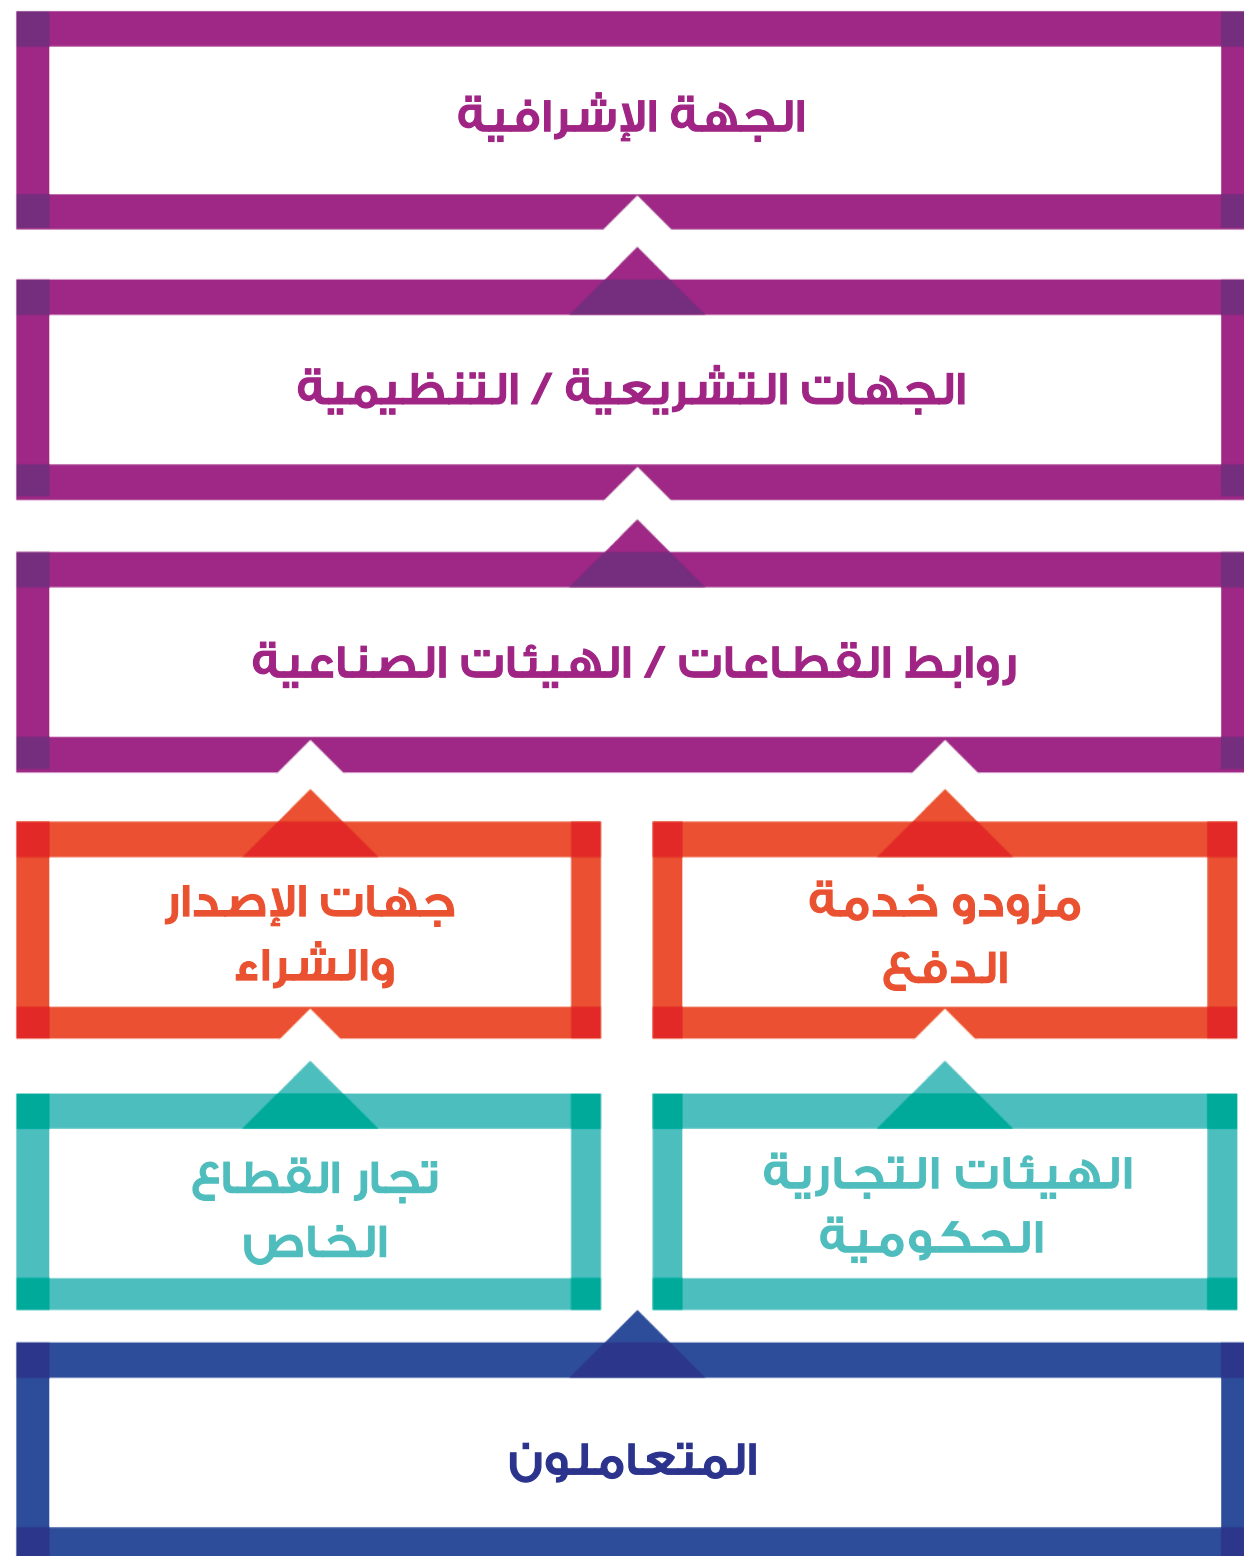 الجهة الإشرافية
الجهات التشريعية / التنظيمية
روابط القطاعات / الهيئات الصناعية
مزودو خدمة
الدفع
جهات الإصدار
والشراء
الهيئات التجارية
الحكومية
تجار القطاع
الخاص
المتعاملون